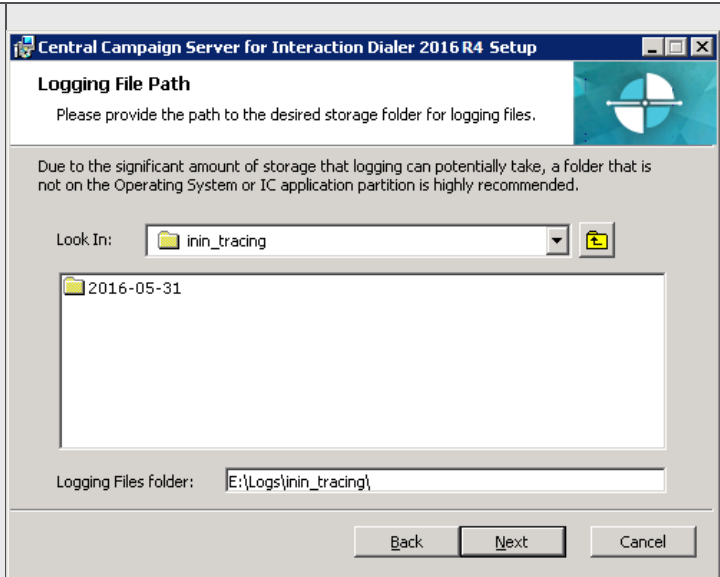 Central Campaign Server for Interaction Dialer 2016 R4 Setup
Logging File Path
Please provide the path to the desired storage folder for logging files.
Due to the significant amount of storage that logging can potentially take, a folder that is
not on the Operating System or IC application partition is highly recommended.
Look In: inin_tracing
2016-05-31
Logging Files folder: E:\Logs\inin_tracing\
Back Next Cancel